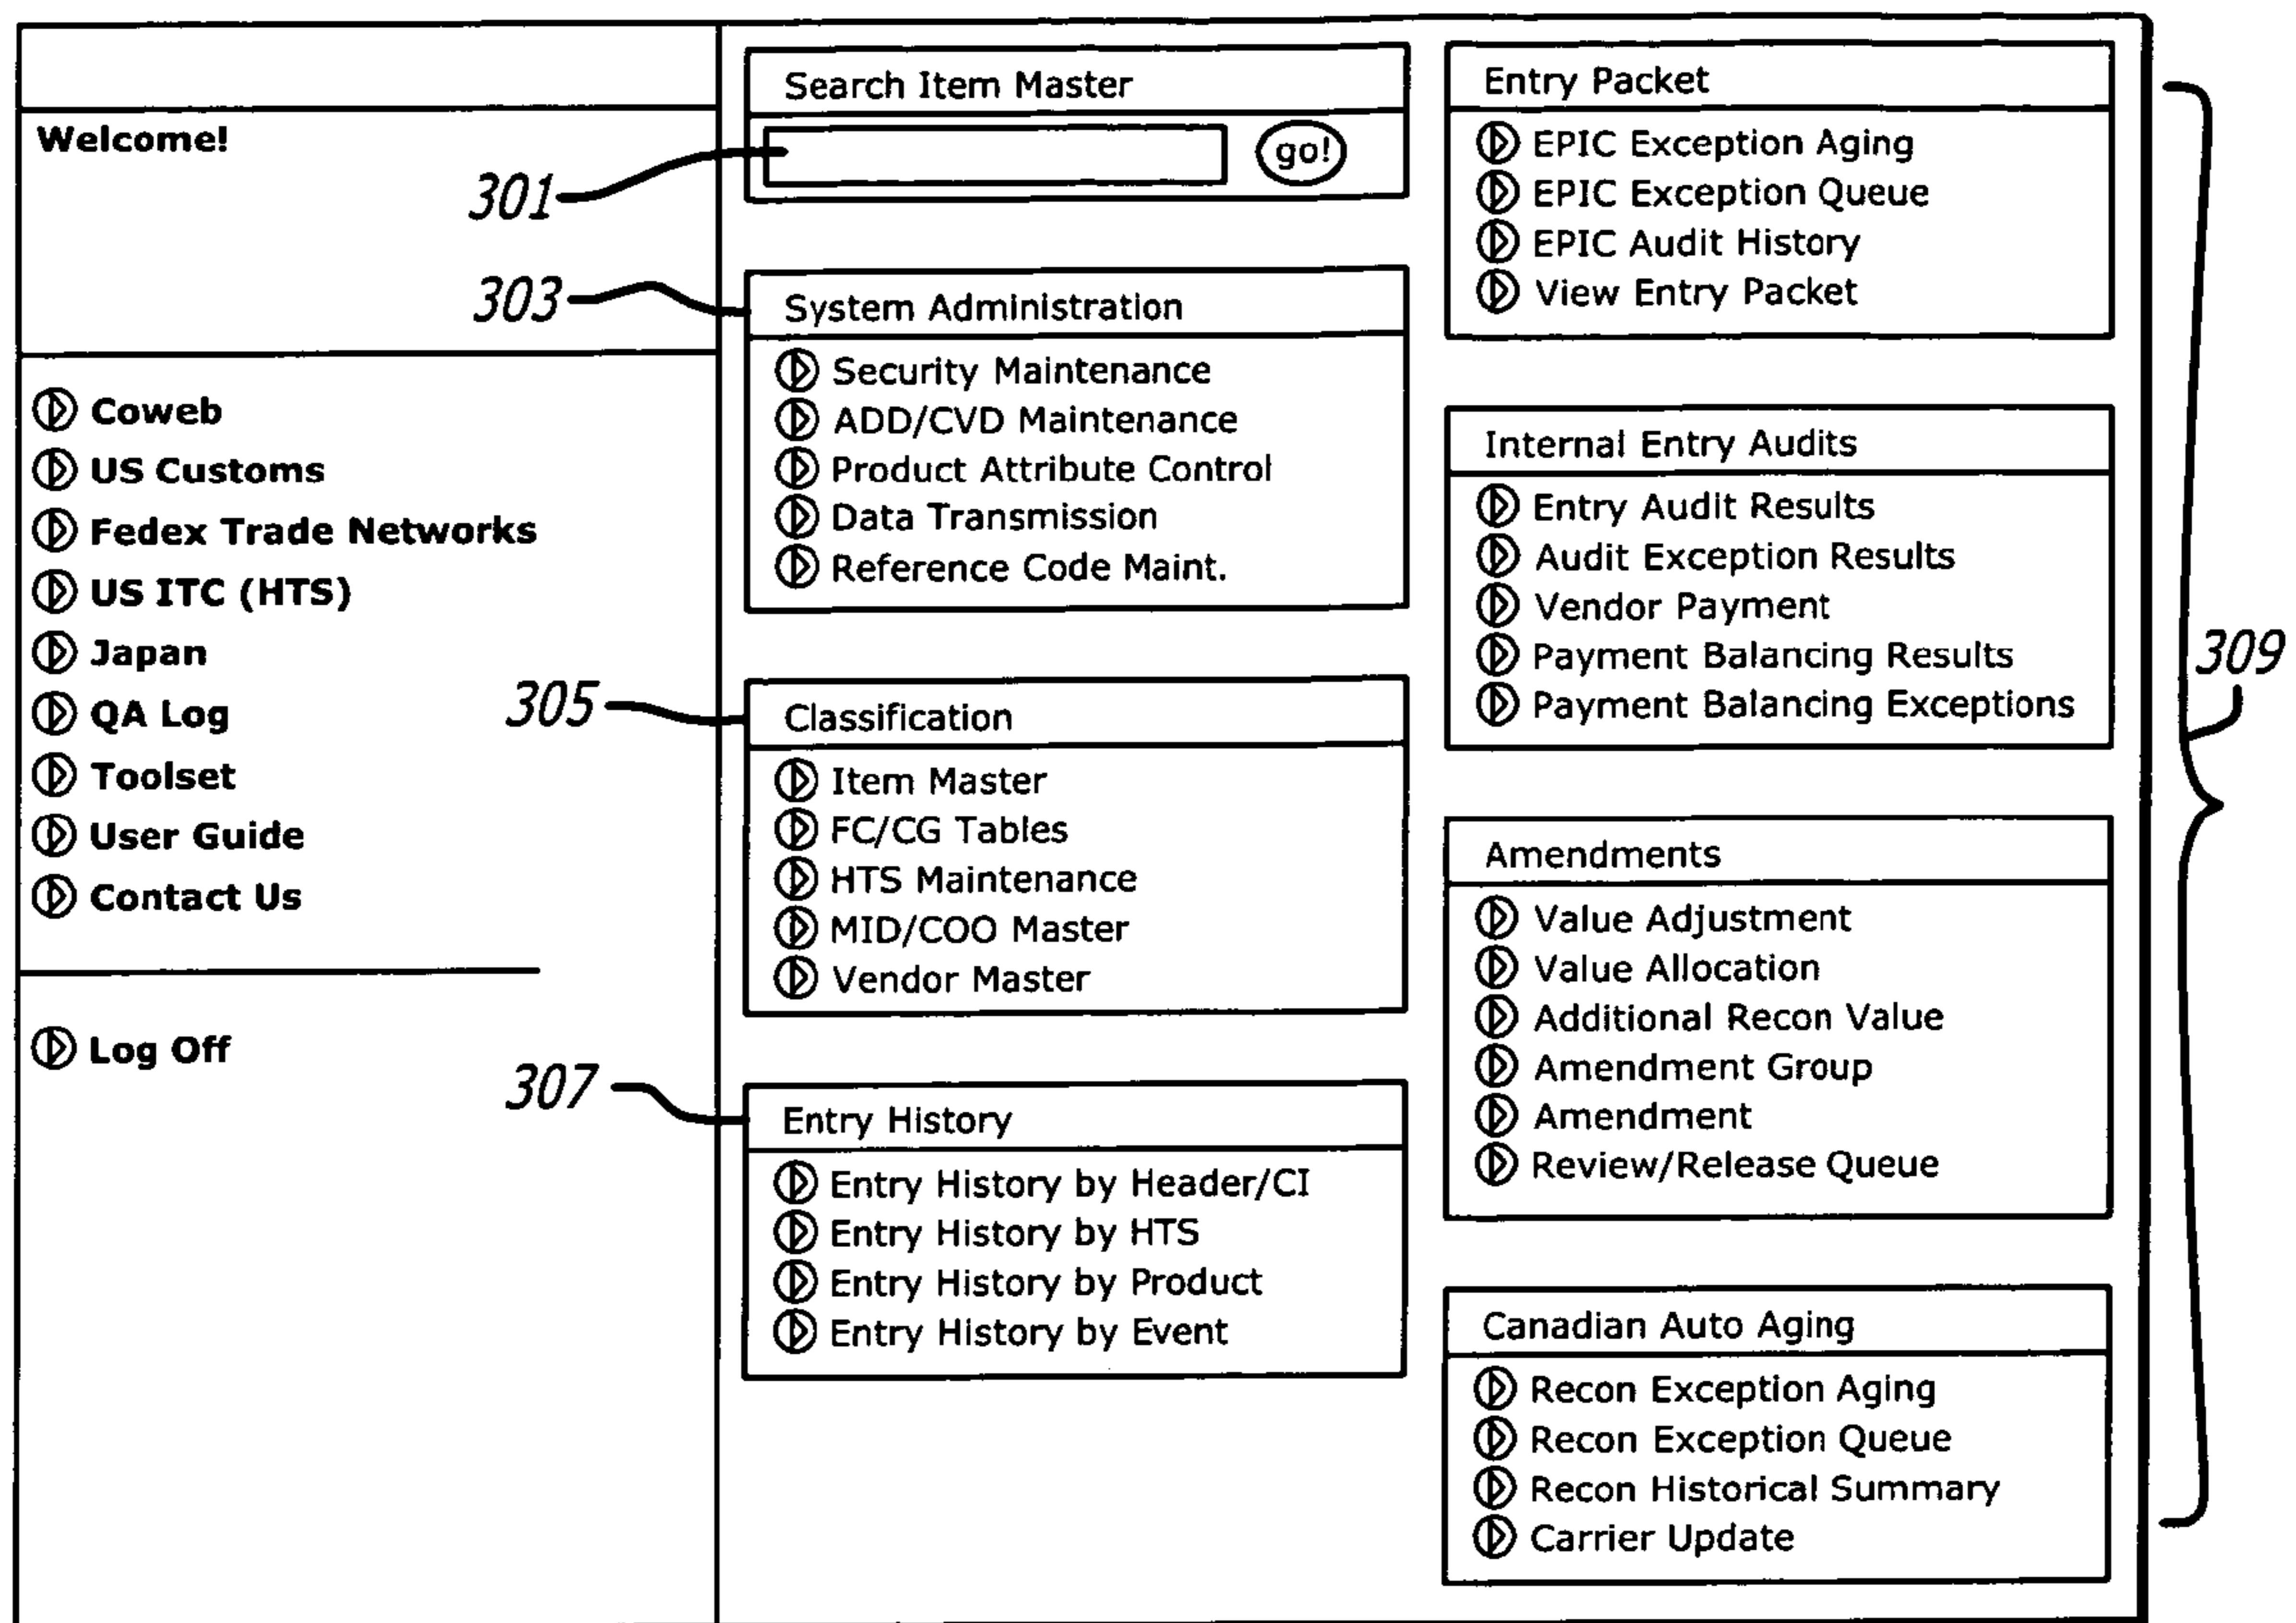 Welcome!
Coweb
US Customs
Fedex Trade Networks
US ITC (HTS)
Japan
QA Log
Toolset
User Guide
Contact Us
Log Off
301
Search Item Master
go!
303
System Administration
Security Maintenance
ADD/CVD Maintenance
Product Attribute Control
Data Transmission
Reference Code Maint.
305
Classification
Item Master
FC/CG Tables
HTS Maintenance
MID/COO Master
Vendor Master
307
Entry History
Entry History by Header/CI
Entry History by HTS
Entry History by Product
Entry History by Event
Entry Packet
EPIC Exception Aging
EPIC Exception Queue
EPIC Audit History
View Entry Packet
Internal Entry Audits
Entry Audit Results
Audit Exception Results
Vendor Payment
Payment Balancing Results
Payment Balancing Exceptions
Amendments
Value Adjustment
Value Allocation
Additional Recon Value
Amendment Group
Amendment
Review/Release Queue
Canadian Auto Aging
Recon Exception Aging
Recon Exception Queue
Recon Historical Summary
Carrier Update
309